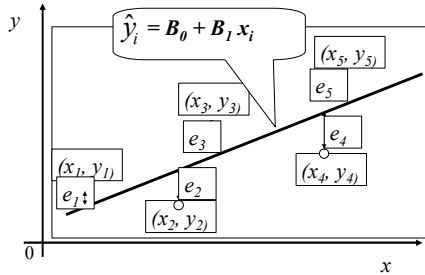 y
ŷᵢ = B₀ + B₁ xᵢ
(x₅, y₅)
e₅
(x₃, y₃)
e₃
e₄
(x₁, y₁)
(x₄, y₄)
e₁
e₂
(x₂, y₂)
0
x